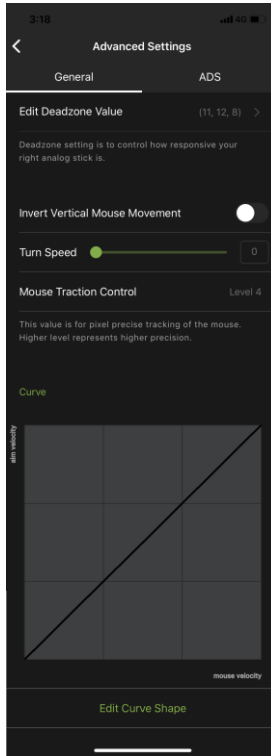 3:18
4G
Advanced Settings
General ADS
Edit Deadzone Value (11, 12, 8)
Deadzone setting is to control how responsive your
right analog stick is.
Invert Vertical Mouse Movement
Turn Speed 0
Mouse Traction Control Level 4
This value is for pixel precise tracking of the mouse.
Higher level represents higher precision.
Curve
aim velocity
mouse velocity
Edit Curve Shape